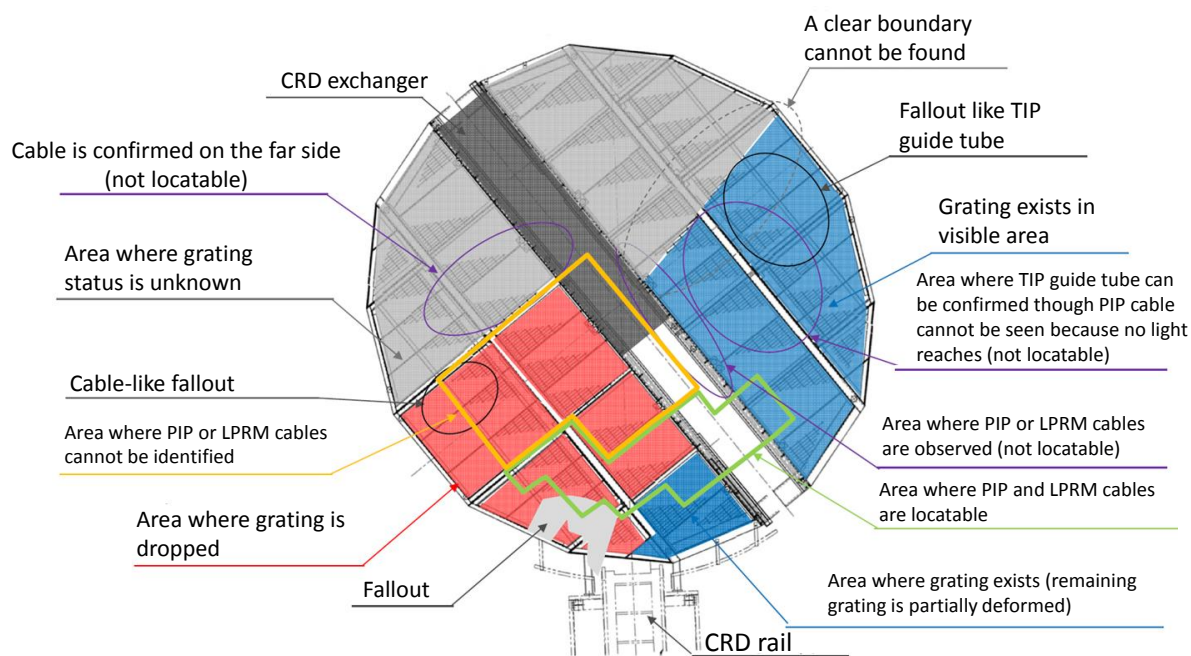 A clear boundary
cannot be found
CRD exchanger
Fallout like TIP
guide tube
Cable is confirmed on the far side
(not locatable)
Grating exists in
visible area
Area where grating
status is unknown
Area where TIP guide tube can
be confirmed though PIP cable
cannot be seen because no light
reaches (not locatable)
Cable-like fallout
Area where PIP or LPRM cables
cannot be identified
Area where PIP or LPRM cables
are observed (not locatable)
Area where PIP and LPRM cables
are locatable
Area where grating is
dropped
Fallout
Area where grating exists (remaining
grating is partially deformed)
CRD rail